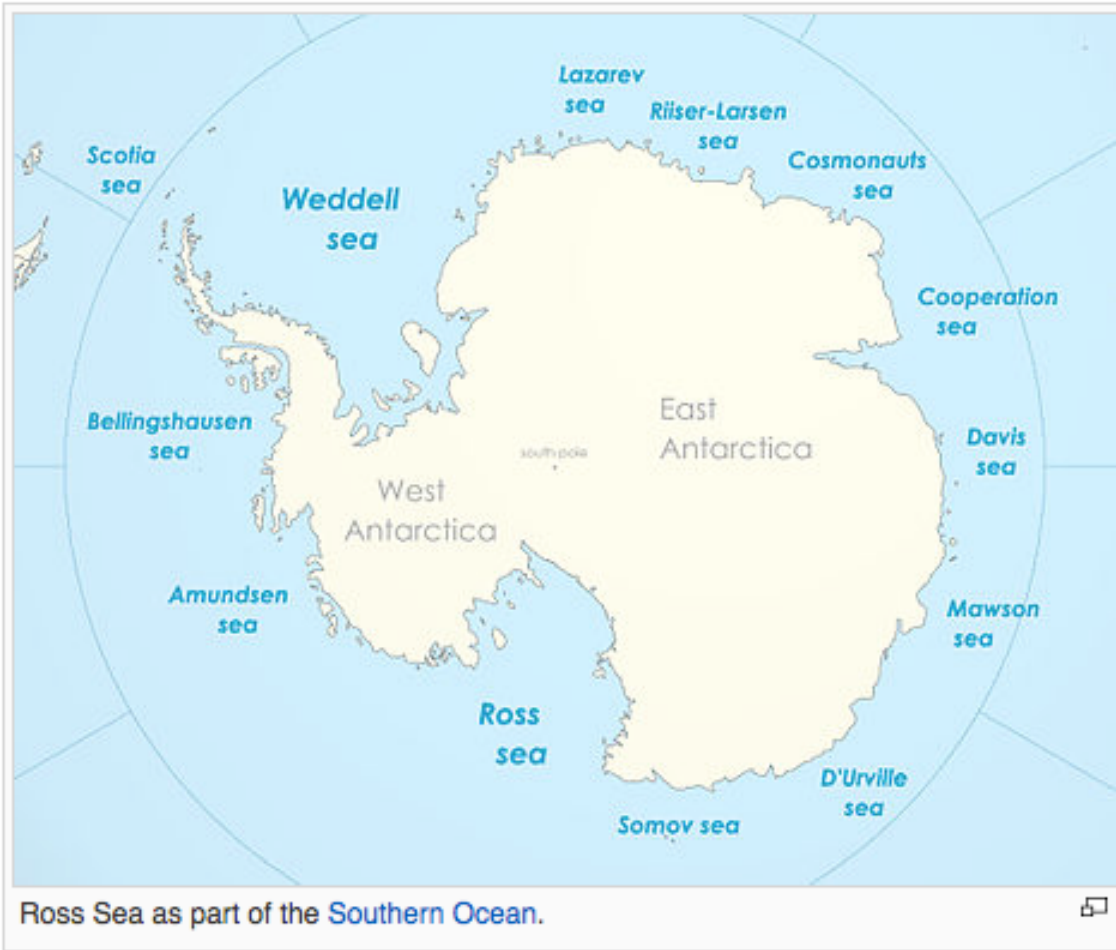 Lazarev
sea
Riiser-Larsen
sea
Cosmonauts
sea
Scotia
sea
Weddell
sea
Cooperation
sea
Bellingshausen
sea
East
Antarctica
Davis
sea
south pole
West
Antarctica
Amundsen
sea
Mawson
sea
Ross
sea
D'Urville
sea
Somov sea
Ross Sea as part of the Southern Ocean.